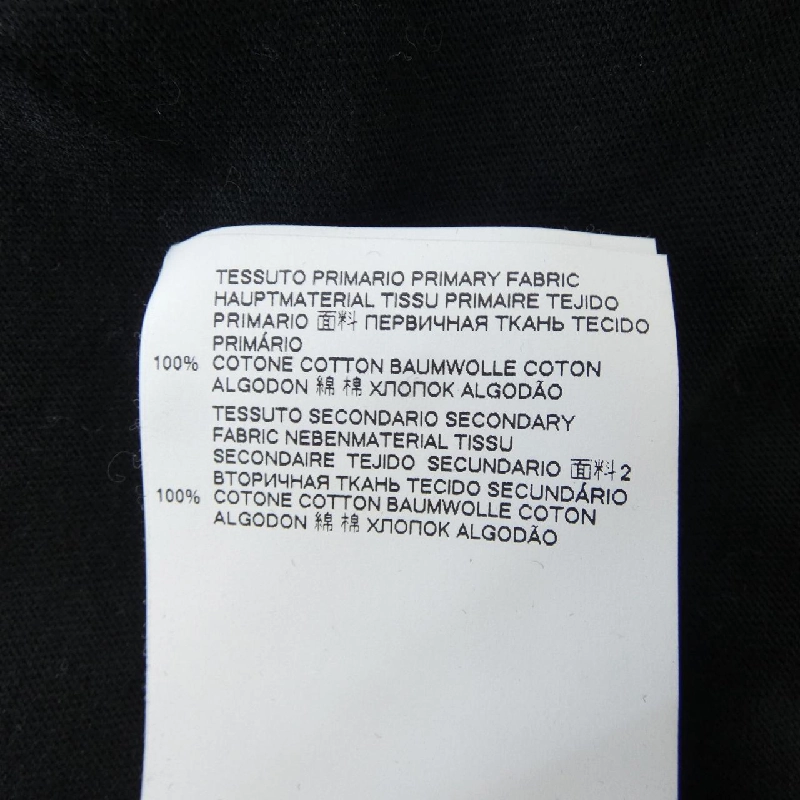 TESSUTO PRIMARIO PRIMARY FABRIC
HAUPTMATERIAL TISSU PRIMAIRE TEJIDO
PRIMARIO 面料 ПЕРВИЧНАЯ ТКАНЬ TECIDO
PRIMÁRIO
100% COTONE COTTON BAUMWOLLE COTON
ALGODON 綿 棉 ХЛОПОК ALGODÃO
TESSUTO SECONDARIO SECONDARY
FABRIC NEBENMATERIAL TISSU
SECONDAIRE TEJIDO SECUNDARIO 面料2
ВТОРИЧНАЯ ТКАНЬ TECIDO SECUNDÁRIO
100% COTONE COTTON BAUMWOLLE COTON
ALGODON 綿 棉 ХЛОПОК ALGODÃO